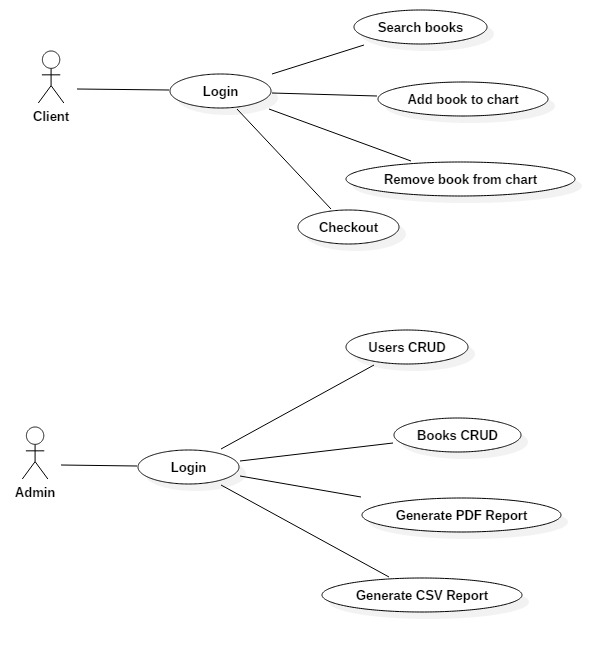 Search books
Client
Login
Add book to chart
Remove book from chart
Checkout
Users CRUD
Books CRUD
Admin
Login
Generate PDF Report
Generate CSV Report